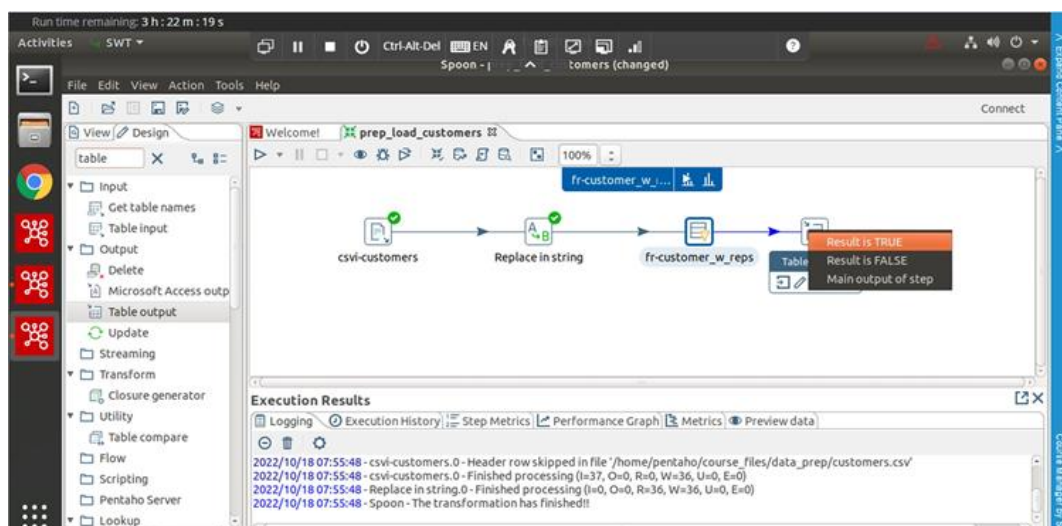 Run time remaining: 3 h : 22 m : 19 s
Activities SWT
Ctrl-Alt-Del EN
Spoon - tomers (changed)
File Edit View Action Tools Help
Connect
View Design
Welcome! prep_load_customers
table
100%
Input
Get table names
Table input
Output
Delete
Microsoft Access outp
Table output
Update
Streaming
Transform
Closure generator
Utility
Table compare
Flow
Scripting
Pentaho Server
Lookup
fr-customer_w_r...
csvi-customers
Replace in string
fr-customer_w_reps
Table
Result is TRUE
Result is FALSE
Main output of step
Execution Results
Logging Execution History Step Metrics Performance Graph Metrics Preview data
2022/10/18 07:55:48 - csvi-customers.0 - Header row skipped in file '/home/pentaho/course_files/data_prep/customers.csv'
2022/10/18 07:55:48 - csvi-customers.0 - Finished processing (I=37, O=0, R=0, W=36, U=0, E=0)
2022/10/18 07:55:48 - Replace in string.0 - Finished processing (I=0, O=0, R=36, W=36, U=0, E=0)
2022/10/18 07:55:48 - Spoon - The transformation has finished!!
Expand Content Pane